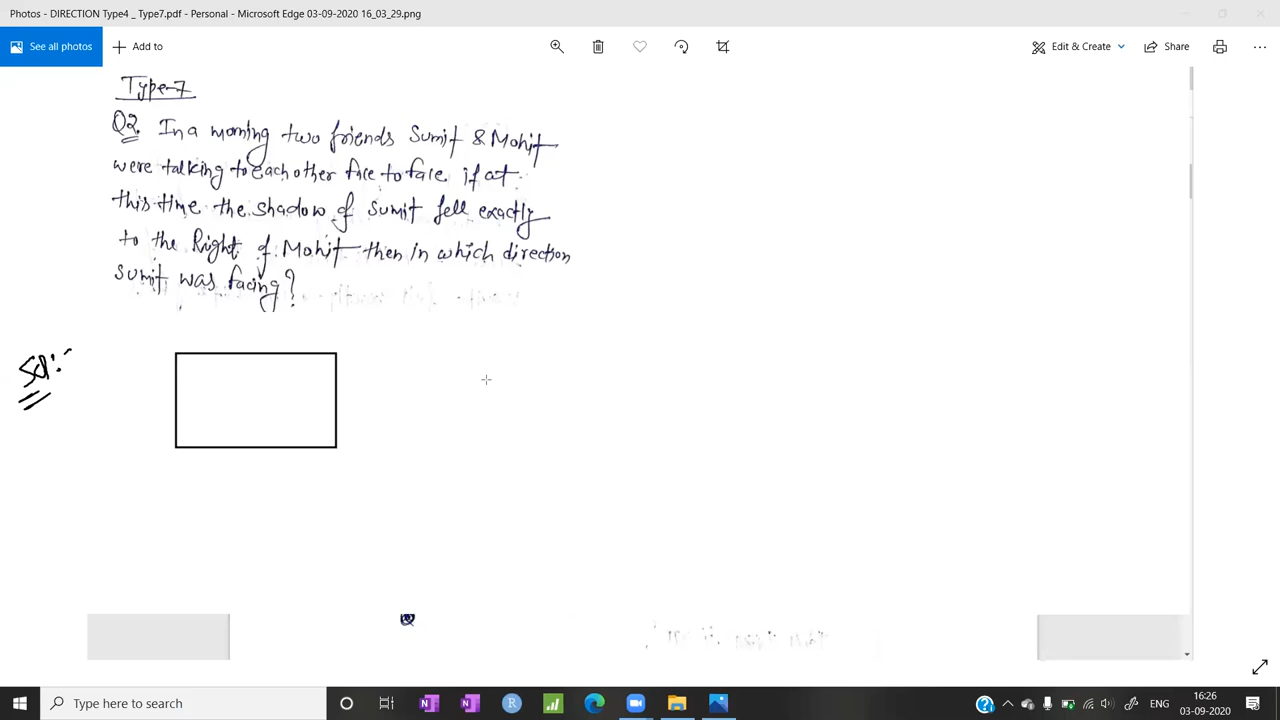 Photos - DIRECTION Type4 _ Type7.pdf - Personal - Microsoft Edge 03-09-2020 16_03_29.png
See all photos
Add to
Edit & Create
Share
Type-7
Q2. In a morning two friends Sumit & Mohit
were talking to each other face to face if at
this time the shadow of Sumit fell exactly
to the Right of Mohit then in which direction
Sumit was facing?
Sol:-
Type here to search
ENG
16:26
03-09-2020